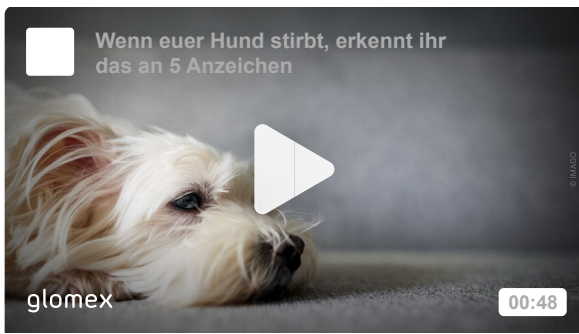 Wenn euer Hund stirbt, erkennt ihr
das an 5 Anzeichen
© IMAGO
glomex
00:48